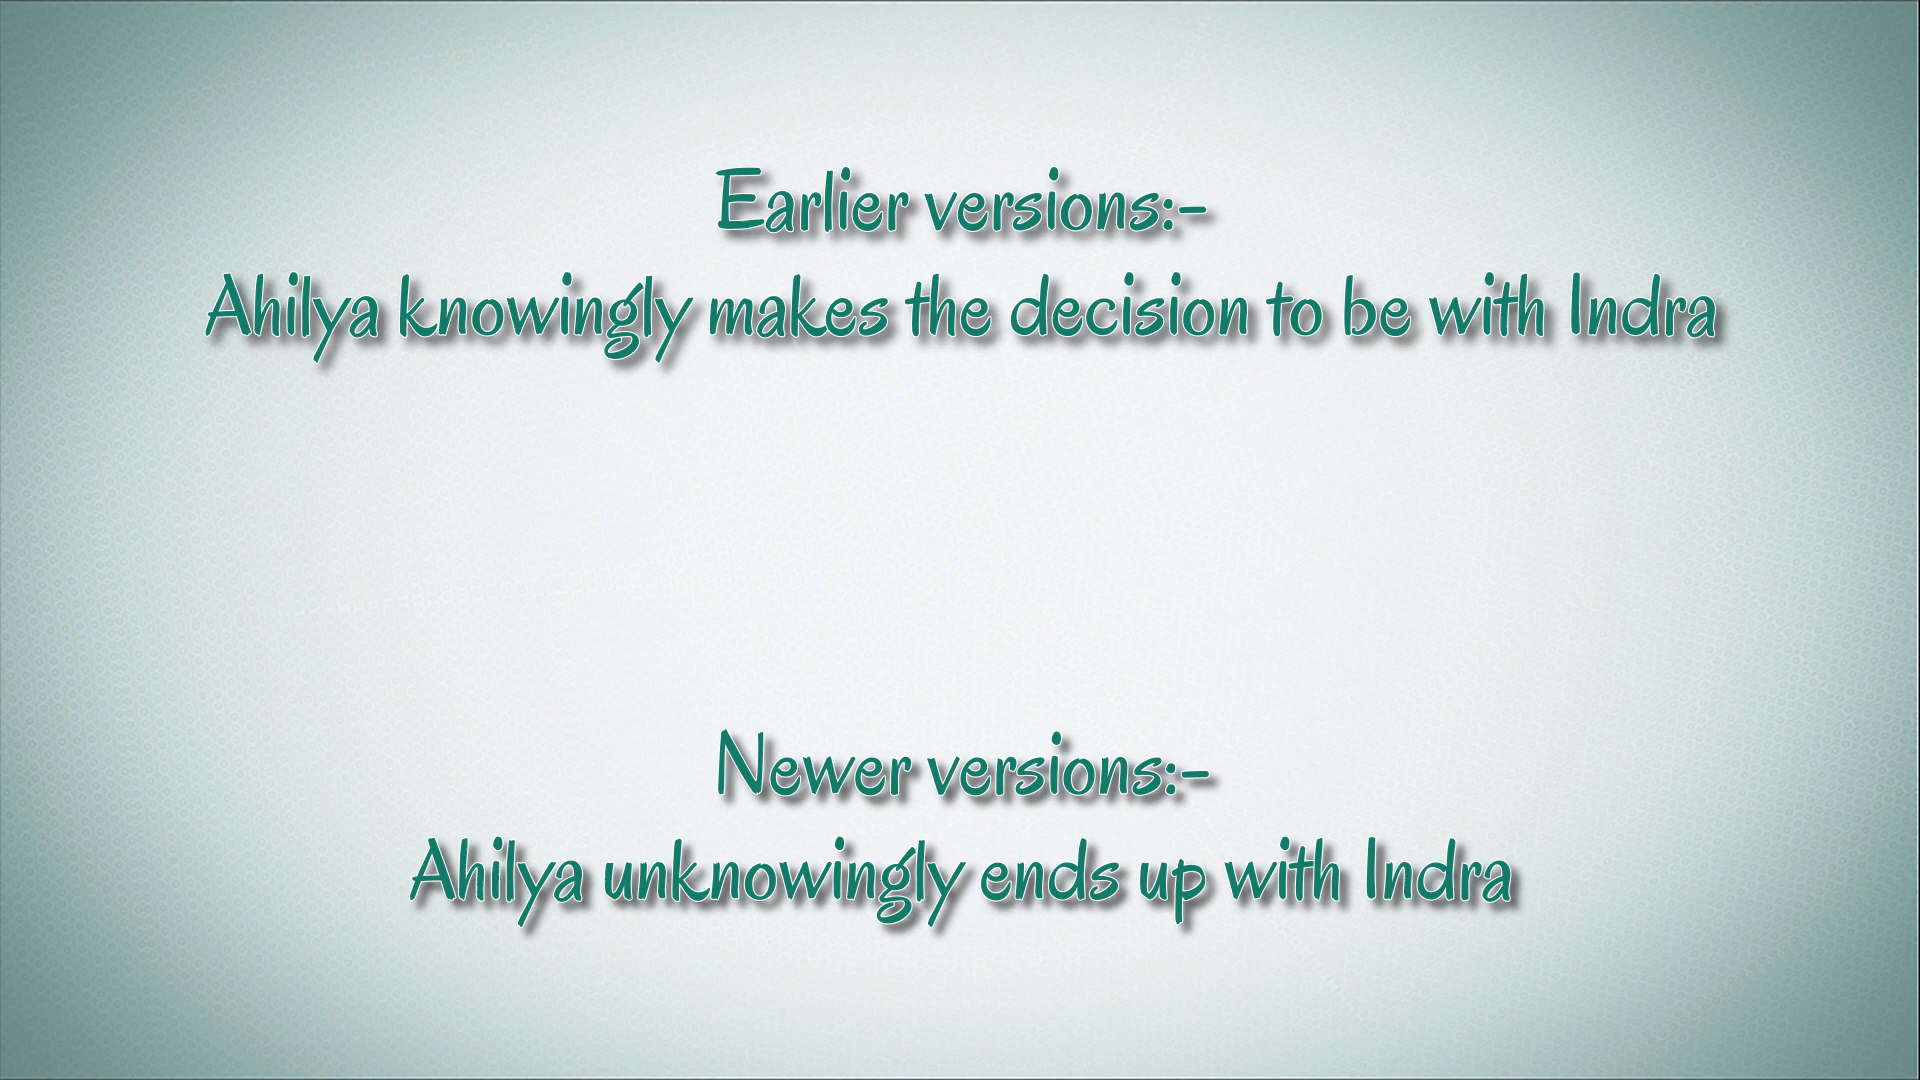 Earlier versions:-
Ahilya knowingly makes the decision to be with Indra
Newer versions:-
Ahilya unknowingly ends up with Indra